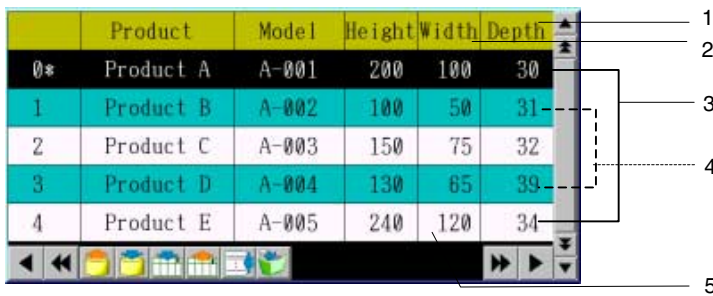 Product Model Height Width Depth 1
2
0* Product A A-001 200 100 30
1 Product B A-002 100 50 31 3
2 Product C A-003 150 75 32
3 Product D A-004 130 65 39 4
4 Product E A-005 240 120 34
5